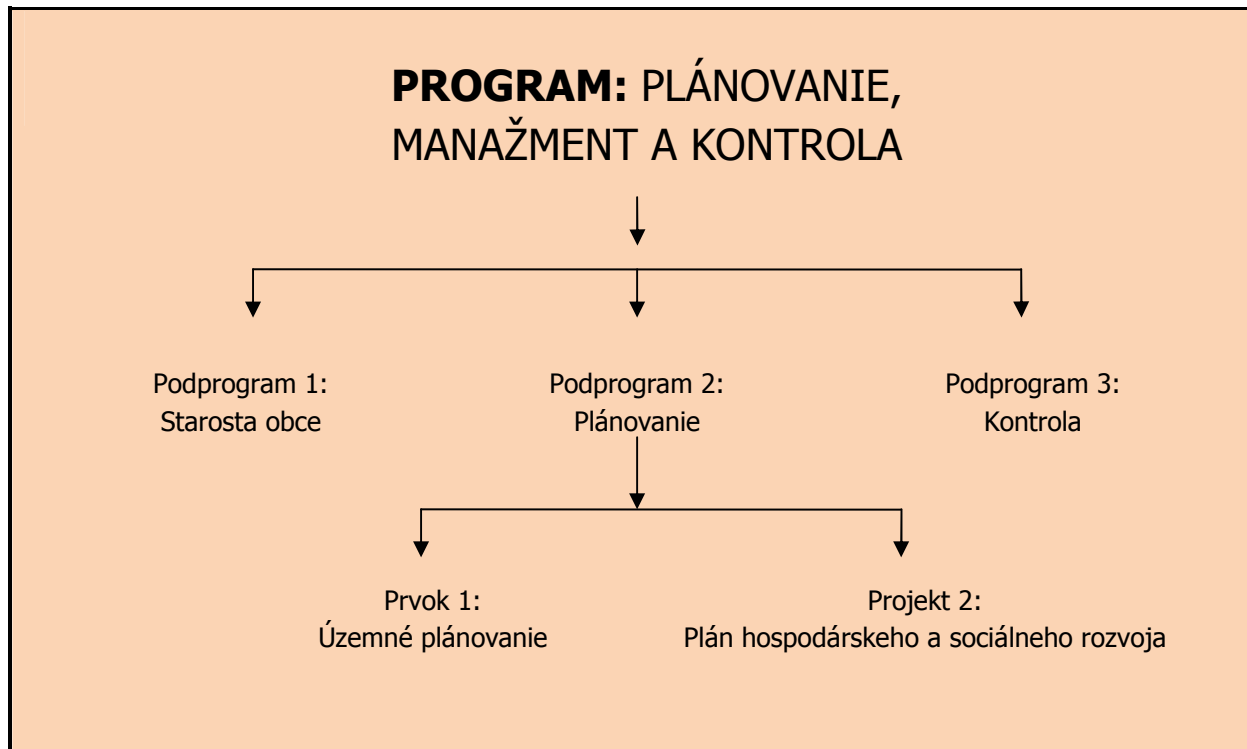 PROGRAM: PLÁNOVANIE,
MANAŽMENT A KONTROLA
Podprogram 1:
Starosta obce
Podprogram 2:
Plánovanie
Podprogram 3:
Kontrola
Prvok 1:
Územné plánovanie
Projekt 2:
Plán hospodárskeho a sociálneho rozvoja